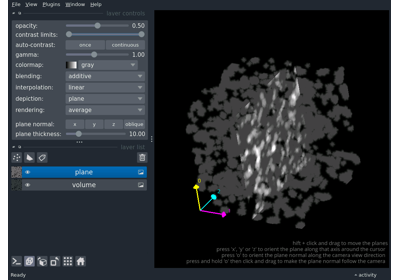 File View Plugins Window Help
layer controls
opacity: 0.50
contrast limits:
auto-contrast: once continuous
gamma: 1.00
colormap: gray
blending: additive
interpolation: linear
depiction: plane
rendering: average
plane normal: x y z oblique
plane thickness: 10.00
layer list
plane
volume
0
2
shift + click and drag to move the planes
press 'x', 'y' or 'z' to orient the plane along that axis around the cursor
press 'o' to orient the plane normal along the camera view direction
press and hold 'o' then click and drag to make the plane normal follow the camera
Ready
activity